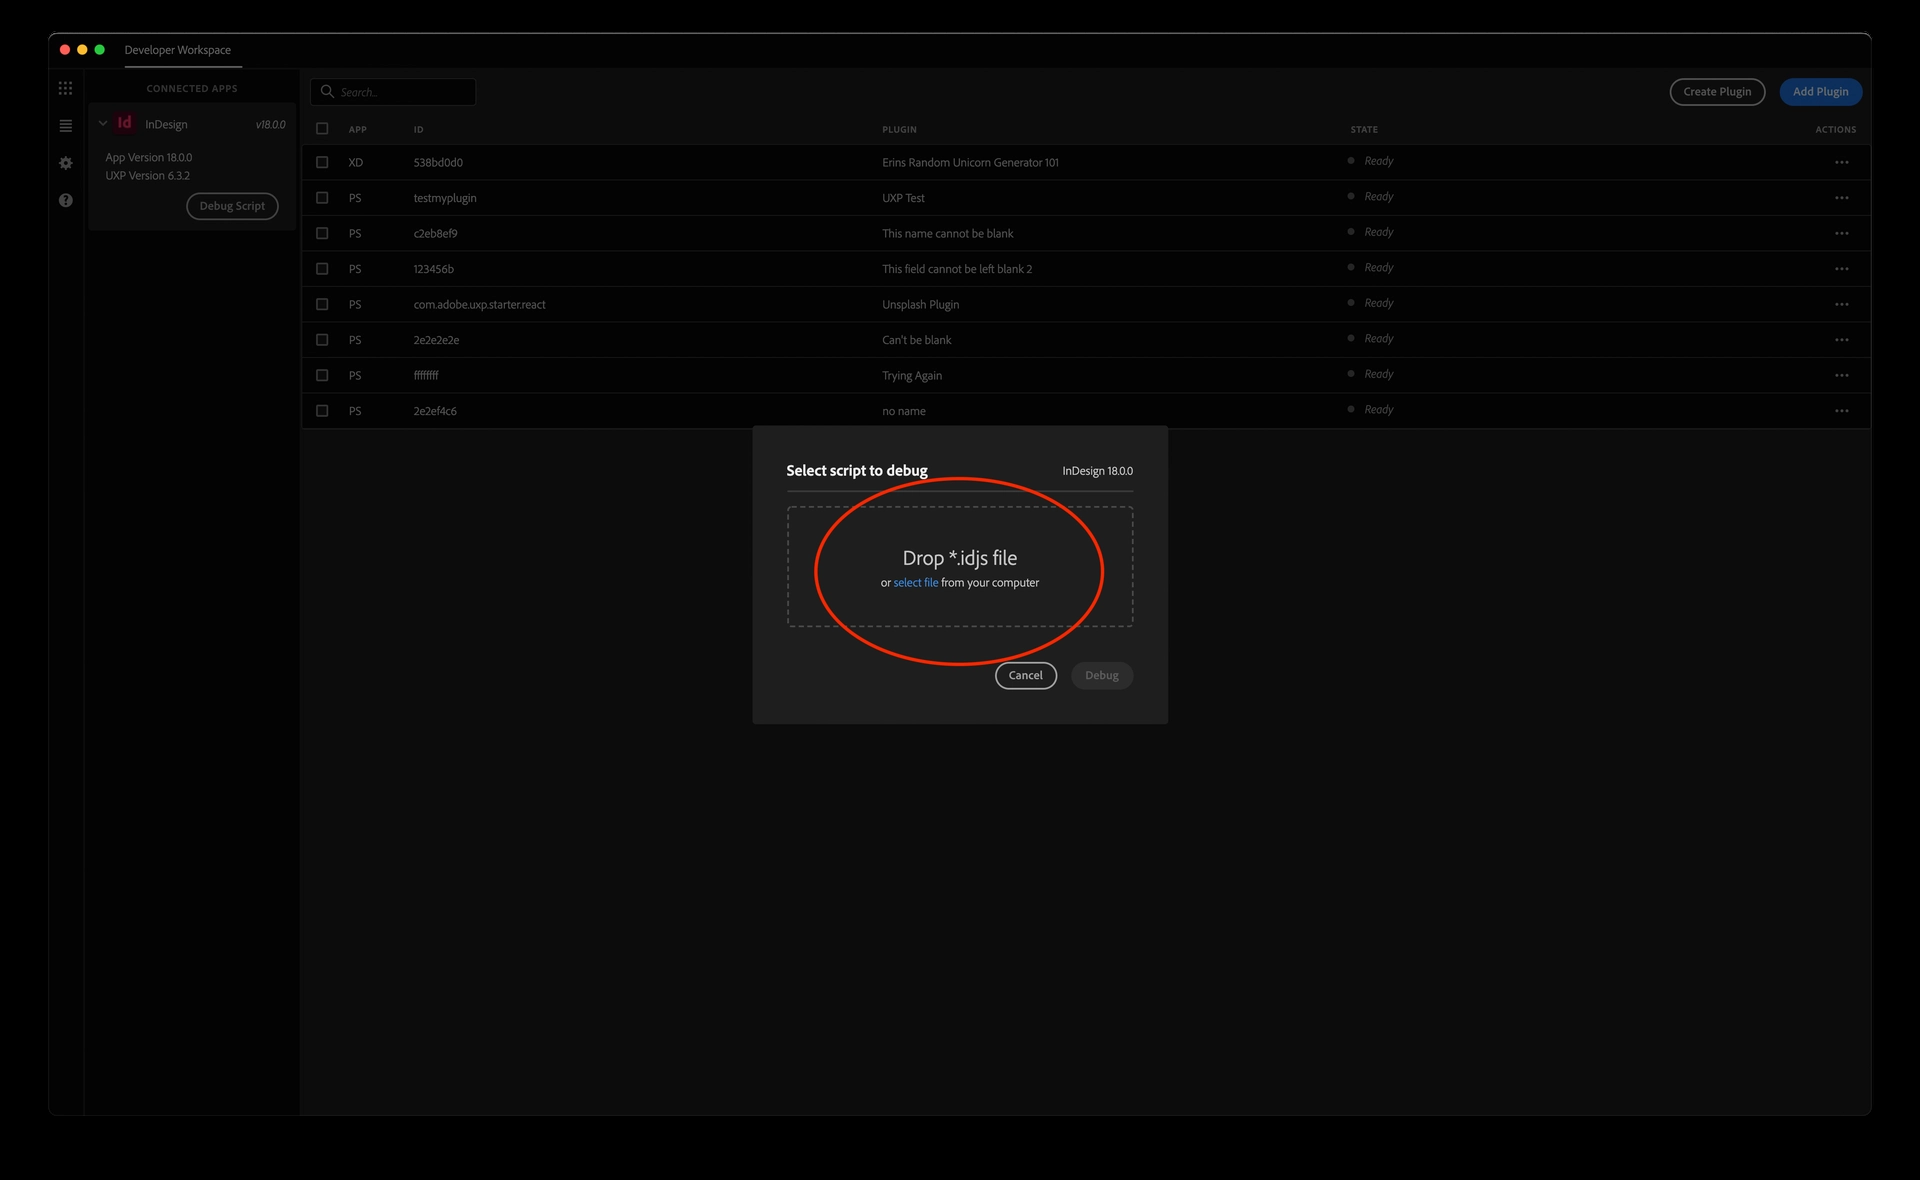 Developer Workspace
CONNECTED APPS
Id InDesign v18.0.0
App Version 18.0.0
UXP Version 6.3.2
Debug Script
Search...
Create Plugin
Add Plugin
APP ID PLUGIN STATE ACTIONS
XD 538bd0d0 Erins Random Unicorn Generator 101 Ready
PS testmyplugin UXP Test Ready
PS c2eb8ef9 This name cannot be blank Ready
PS 123456b This field cannot be left blank 2 Ready
PS com.adobe.uxp.starter.react Unsplash Plugin Ready
PS 2e2e2e2e Can't be blank Ready
PS ffffffff Trying Again Ready
PS 2e2ef4c6 no name Ready
Select script to debug InDesign 18.0.0
Drop *.idjs file
or select file from your computer
Cancel Debug